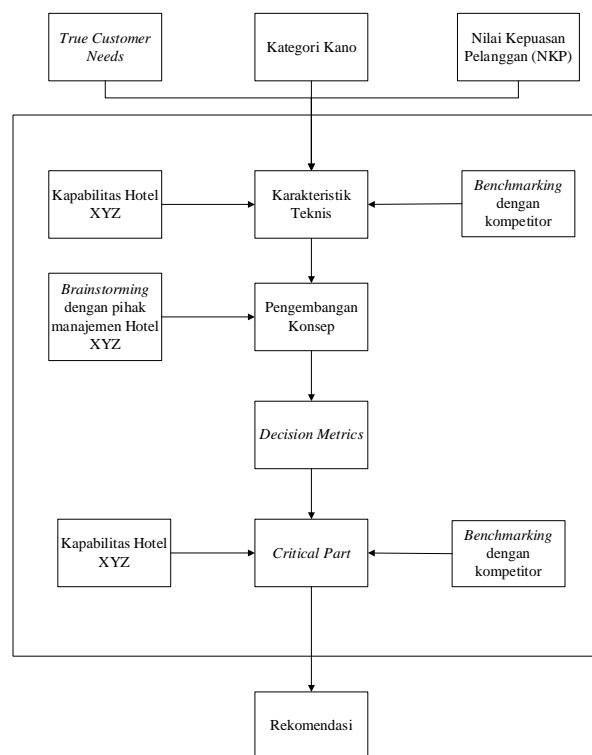 True Customer
Needs
Kategori Kano
Nilai Kepuasan
Pelanggan (NKP)
Kapabilitas Hotel
XYZ
Karakteristik
Teknis
Benchmarking
dengan
kompetitor
Brainstorming
dengan pihak
manajemen Hotel
XYZ
Pengembangan
Konsep
Decision Metrics
Kapabilitas Hotel
XYZ
Critical Part
Benchmarking
dengan
kompetitor
Rekomendasi